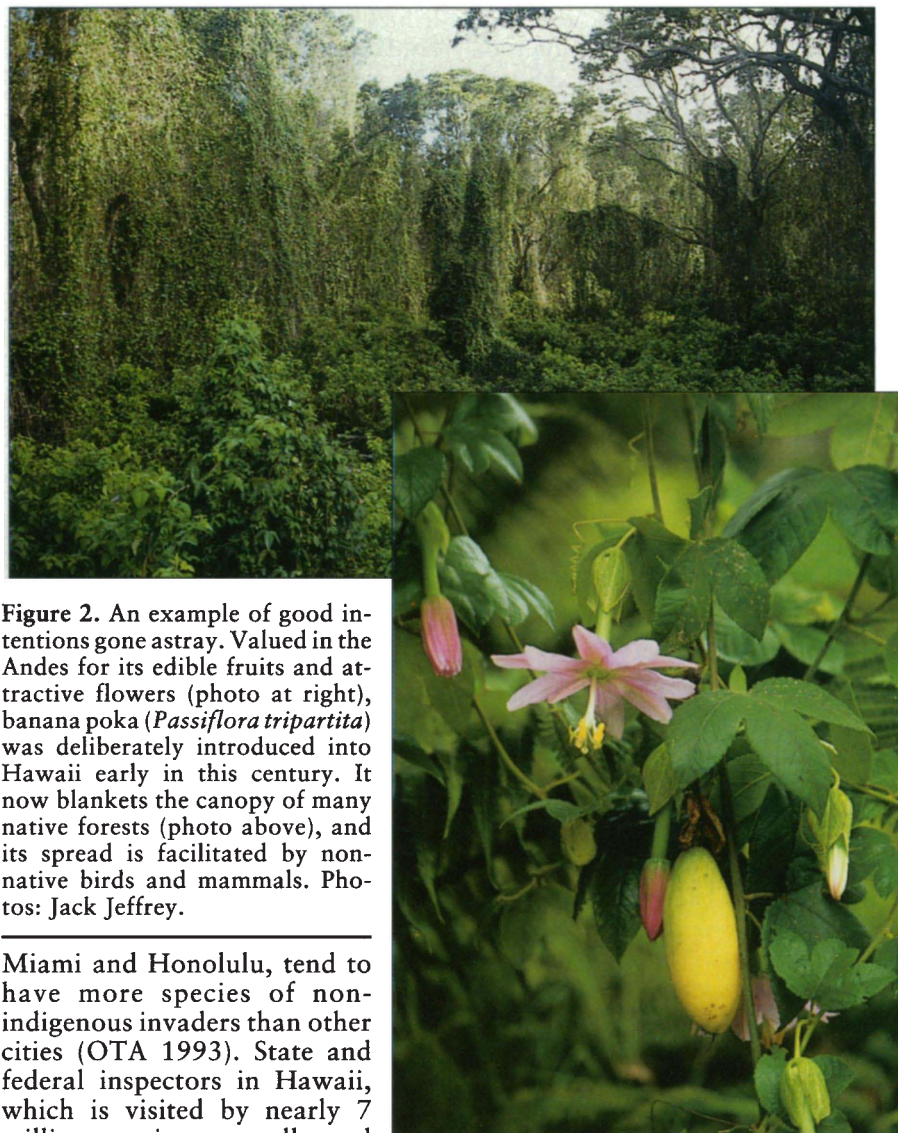 Figure 2. An example of good in-
tentions gone astray. Valued in the
Andes for its edible fruits and at-
tractive flowers (photo at right),
banana poka (Passiflora tripartita)
was deliberately introduced into
Hawaii early in this century. It
now blankets the canopy of many
native forests (photo above), and
its spread is facilitated by non-
native birds and mammals. Pho-
tos: Jack Jeffrey.
Miami and Honolulu, tend to
have more species of non-
indigenous invaders than other
cities (OTA 1993). State and
federal inspectors in Hawaii,
which is visited by nearly 7